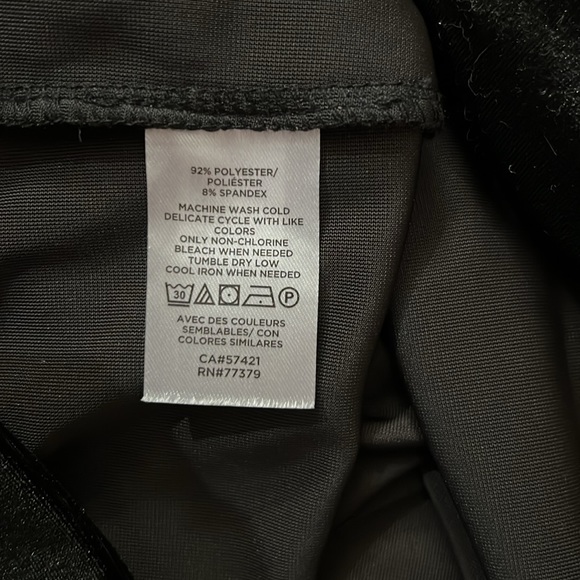 92% POLYESTER/
POLIÉSTER
8% SPANDEX
MACHINE WASH COLD
DELICATE CYCLE WITH LIKE
COLORS
ONLY NON-CHLORINE
BLEACH WHEN NEEDED
TUMBLE DRY LOW
COOL IRON WHEN NEEDED
30 P
AVEC DES COULEURS
SEMBLABLES/ CON
COLORES SIMILARES
CA#57421
RN#77379